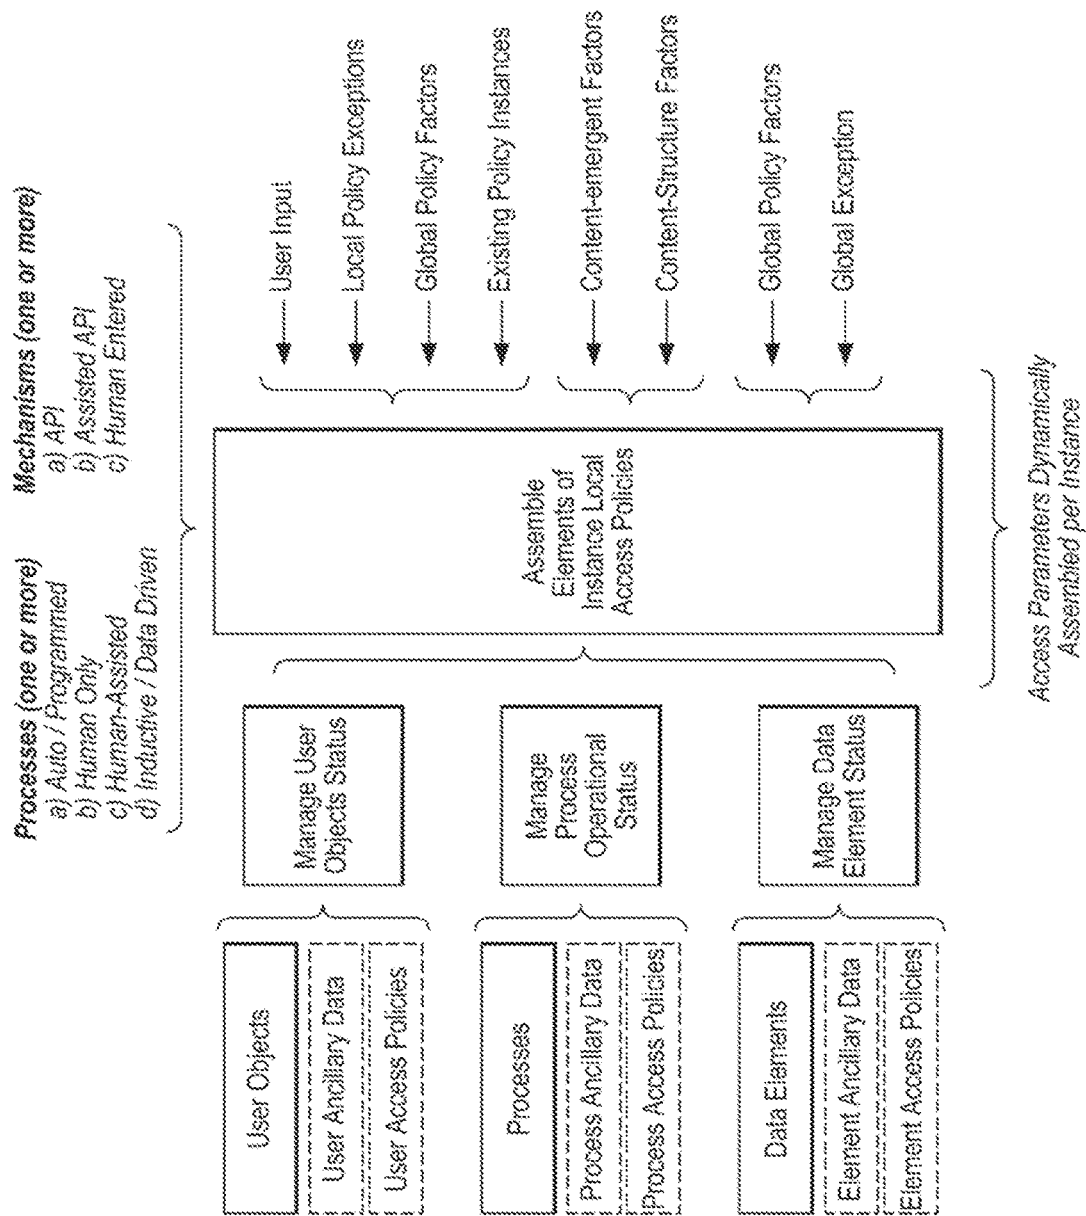 Processes (one or more)
a) Auto / Programmed
b) Human Only
c) Human-Assisted
d) Inductive / Data Driven
Mechanisms (one or more)
a) API
b) Assisted API
c) Human Entered
User Objects
User Ancillary Data
User Access Policies
Processes
Process Ancillary Data
Process Access Policies
Data Elements
Element Ancillary Data
Element Access Policies
Manage User
Objects Status
Manage
Process
Operational
Status
Manage Data
Element Status
Assemble
Elements of
Instance Local
Access Policies
User Input
Local Policy Exceptions
Global Policy Factors
Existing Policy Instances
Content-emergent Factors
Content-Structure Factors
Global Policy Factors
Global Exception
Access Parameters Dynamically
Assembled per Instance